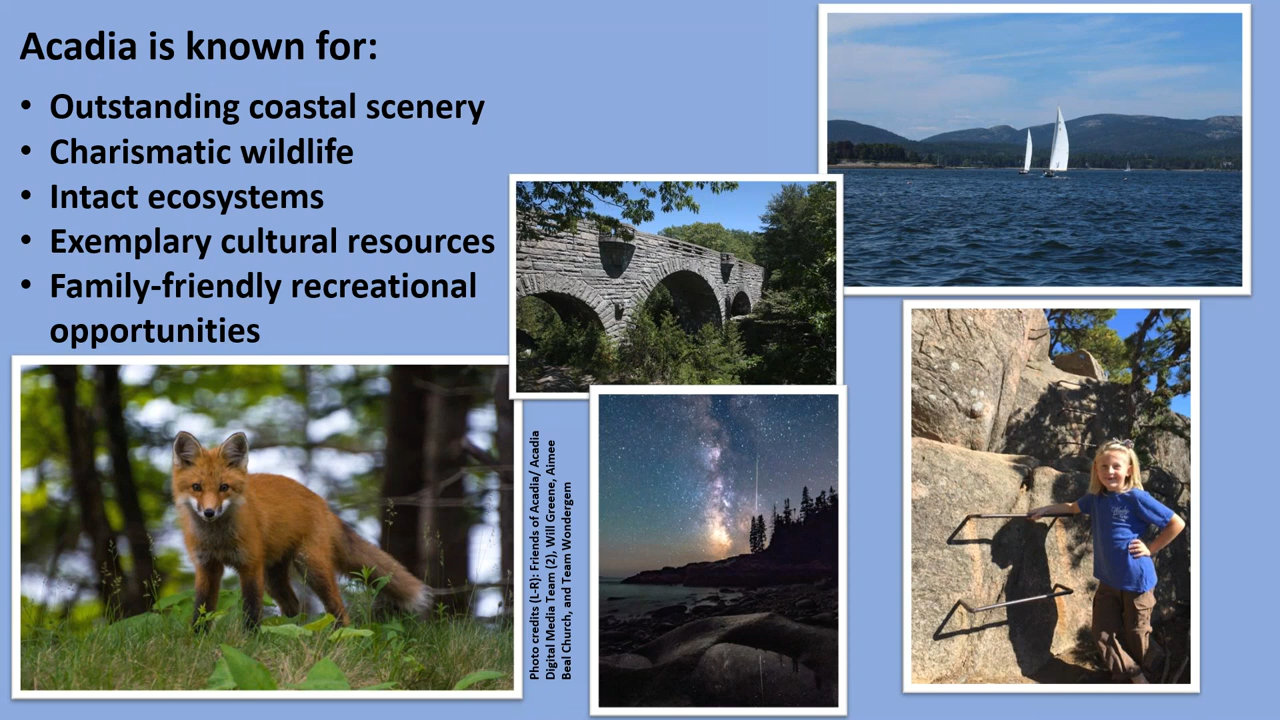 Acadia is known for:
• Outstanding coastal scenery
• Charismatic wildlife
• Intact ecosystems
• Exemplary cultural resources
• Family-friendly recreational
opportunities
Photo credits (L-R): Friends of Acadia/ Acadia
Digital Media Team (2), Will Greene, Aimee
Beal Church, and Team Wondergem